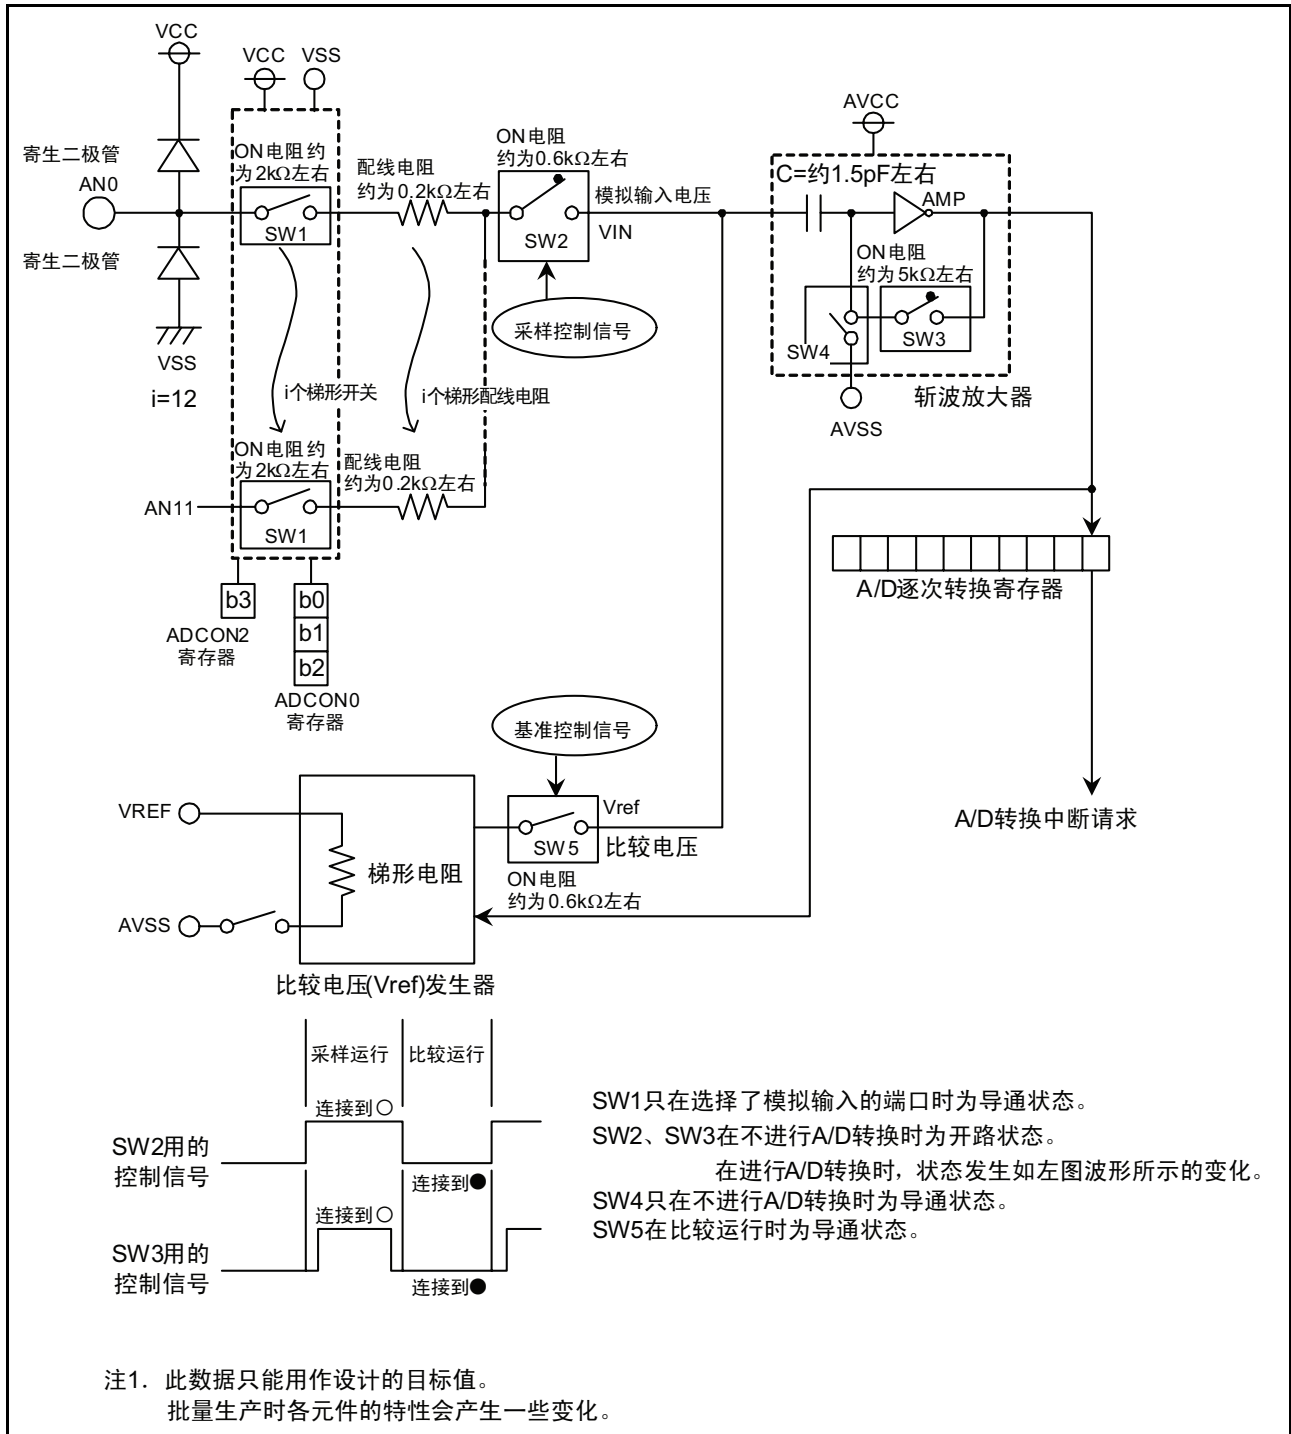 VCC
VCC VSS
寄生二极管
AN0
寄生二极管
VSS
i=12
ON电阻约
为2kΩ左右
SW1
配线电阻
约为0.2kΩ左右
ON电阻
约为0.6kΩ左右
SW2
模拟输入电压
VIN
采样控制信号
AVCC
C=约1.5pF左右
AMP
ON电阻
约为5kΩ左右
SW4
SW3
AVSS
斩波放大器
i个梯形开关
i个梯形配线电阻
ON电阻约
为2kΩ左右
配线电阻
约为0.2kΩ左右
AN11
SW1
b3
b0
b1
b2
ADCON2
寄存器
ADCON0
寄存器
A/D逐次转换寄存器
A/D转换中断请求
基准控制信号
VREF
AVSS
梯形电阻
SW5
Vref
比较电压
ON电阻
约为0.6kΩ左右
比较电压(Vref)发生器
采样运行
比较运行
连接到○
SW2用的
控制信号
连接到●
连接到○
SW3用的
控制信号
连接到●
SW1只在选择了模拟输入的端口时为导通状态。
SW2、SW3在不进行A/D转换时为开路状态。
在进行A/D转换时，状态发生如左图波形所示的变化。
SW4只在不进行A/D转换时为导通状态。
SW5在比较运行时为导通状态。
注1. 此数据只能用作设计的目标值。
批量生产时各元件的特性会产生一些变化。